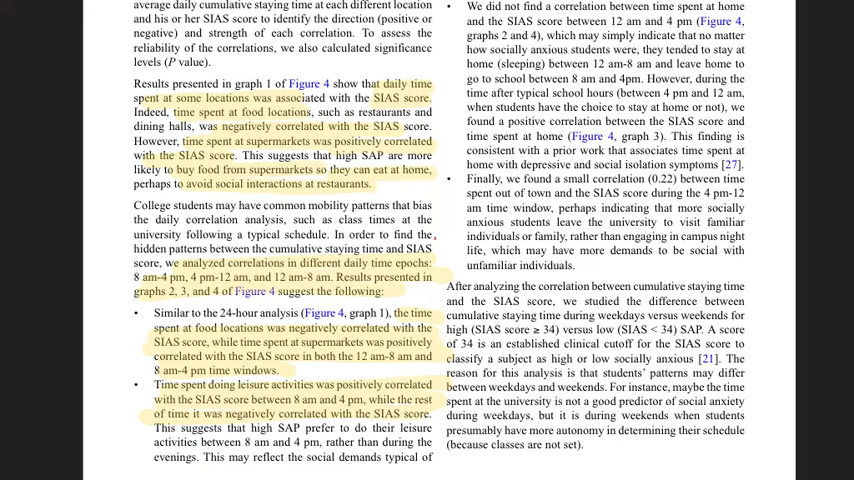 average daily cumulative staying time at each different location
and his or her SIAS score to identify the direction (positive or
negative) and strength of each correlation. To assess the
reliability of the correlations, we also calculated significance
levels (P value).
Results presented in graph 1 of Figure 4 show that daily time
spent at some locations was associated with the SIAS score.
Indeed, time spent at food locations, such as restaurants and
dining halls, was negatively correlated with the SIAS score.
However, time spent at supermarkets was positively correlated
with the SIAS score. This suggests that high SAP are more
likely to buy food from supermarkets so they can eat at home,
perhaps to avoid social interactions at restaurants.
College students may have common mobility patterns that bias
the daily correlation analysis, such as class times at the
university following a typical schedule. In order to find the
hidden patterns between the cumulative staying time and SIAS
score, we analyzed correlations in different daily time epochs:
8 am-4 pm, 4 pm-12 am, and 12 am-8 am. Results presented in
graphs 2, 3, and 4 of Figure 4 suggest the following:
• Similar to the 24-hour analysis (Figure 4, graph 1), the time
spent at food locations was negatively correlated with the
SIAS score, while time spent at supermarkets was positively
correlated with the SIAS score in both the 12 am-8 am and
8 am-4 pm time windows.
• Time spent doing leisure activities was positively correlated
with the SIAS score between 8 am and 4 pm, while the rest
of time it was negatively correlated with the SIAS score.
This suggests that high SAP prefer to do their leisure
activities between 8 am and 4 pm, rather than during the
evenings. This may reflect the social demands typical of
• We did not find a correlation between time spent at home
and the SIAS score between 12 am and 4 pm (Figure 4,
graphs 2 and 4), which may simply indicate that no matter
how socially anxious students were, they tended to stay at
home (sleeping) between 12 am-8 am and leave home to
go to school between 8 am and 4pm. However, during the
time after typical school hours (between 4 pm and 12 am,
when students have the choice to stay at home or not), we
found a positive correlation between the SIAS score and
time spent at home (Figure 4, graph 3). This finding is
consistent with a prior work that associates time spent at
home with depressive and social isolation symptoms [27].
• Finally, we found a small correlation (0.22) between time
spent out of town and the SIAS score during the 4 pm-12
am time window, perhaps indicating that more socially
anxious students leave the university to visit familiar
individuals or family, rather than engaging in campus night
life, which may have more demands to be social with
unfamiliar individuals.
After analyzing the correlation between cumulative staying time
and the SIAS score, we studied the difference between
cumulative staying time during weekdays versus weekends for
high (SIAS score ≥ 34) versus low (SIAS < 34) SAP. A score
of 34 is an established clinical cutoff for the SIAS score to
classify a subject as high or low socially anxious [21]. The
reason for this analysis is that students' patterns may differ
between weekdays and weekends. For instance, maybe the time
spent at the university is not a good predictor of social anxiety
during weekdays, but it is during weekends when students
presumably have more autonomy in determining their schedule
(because classes are not set).